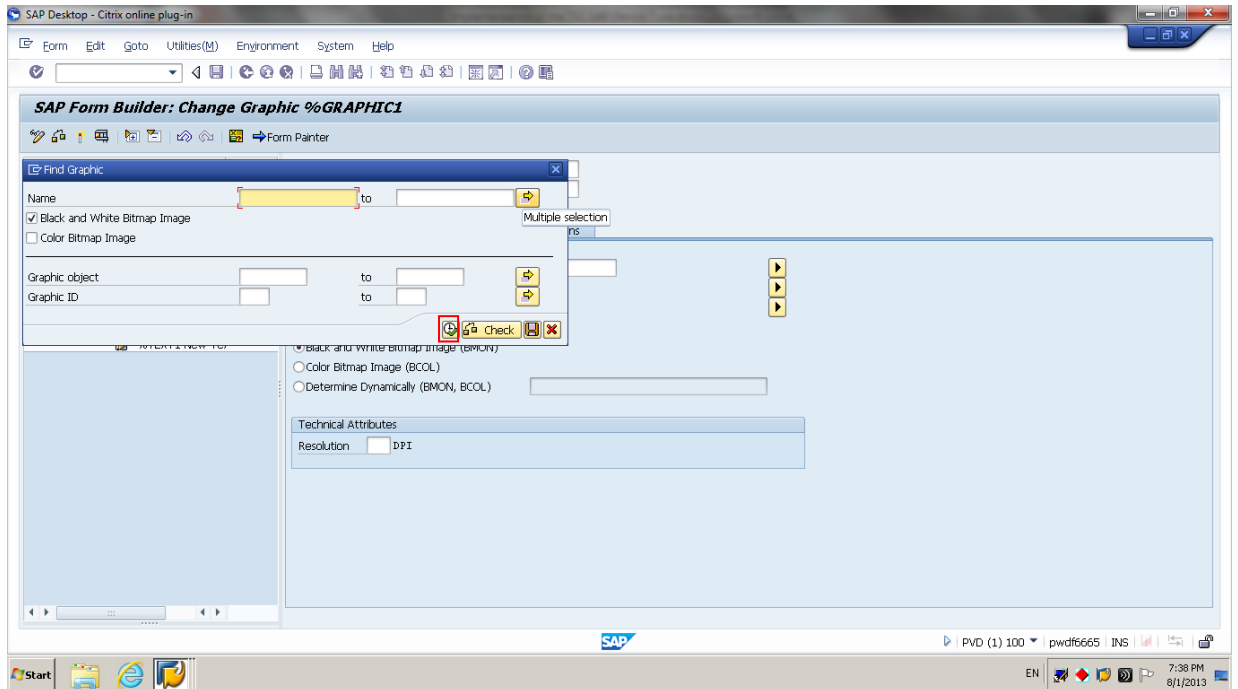 SAP Desktop - Citrix online plug-in
Form Edit Goto Utilities(M) Environment System Help
SAP Form Builder: Change Graphic %GRAPHIC1
Form Painter
Find Graphic
Name to
Multiple selection
Black and White Bitmap Image
ns
Color Bitmap Image
Graphic object to
Graphic ID to
Check
Black and White Bitmap Image (BMON)
Color Bitmap Image (BCOL)
Determine Dynamically (BMON, BCOL)
Technical Attributes
Resolution DPI
SAP
PVD (1) 100 pwdf6665 INS
Start
EN
7:38 PM
8/1/2013